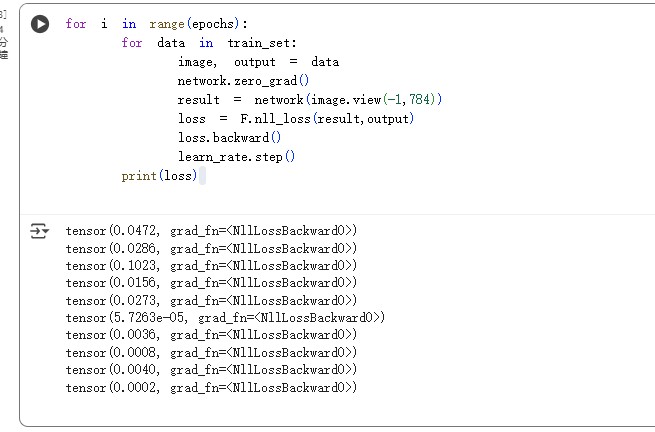 for i in range(epochs):
for data in train_set:
image, output = data
network.zero_grad()
result = network(image.view(-1,784))
loss = F.nll_loss(result,output)
loss.backward()
learn_rate.step()
print(loss)
tensor(0.0472, grad_fn=<NllLossBackward0>)
tensor(0.0286, grad_fn=<NllLossBackward0>)
tensor(0.1023, grad_fn=<NllLossBackward0>)
tensor(0.0156, grad_fn=<NllLossBackward0>)
tensor(0.0273, grad_fn=<NllLossBackward0>)
tensor(5.7263e-05, grad_fn=<NllLossBackward0>)
tensor(0.0036, grad_fn=<NllLossBackward0>)
tensor(0.0008, grad_fn=<NllLossBackward0>)
tensor(0.0040, grad_fn=<NllLossBackward0>)
tensor(0.0002, grad_fn=<NllLossBackward0>)